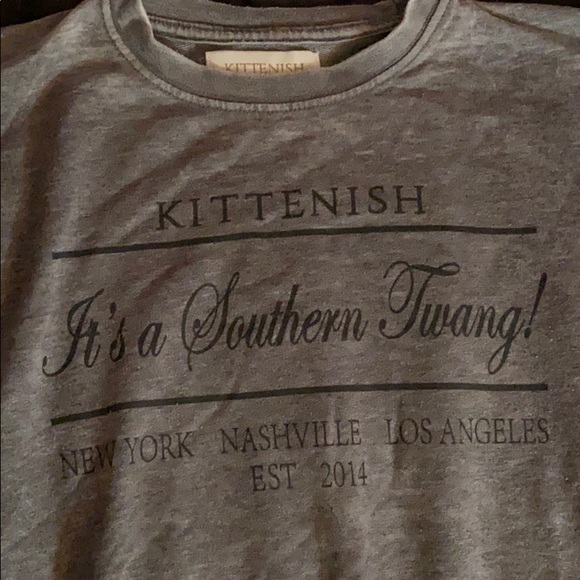 KITTENISH
KITTENISH
It's a Southern Twang!
NEW YORK NASHVILLE LOS ANGELES
EST 2014